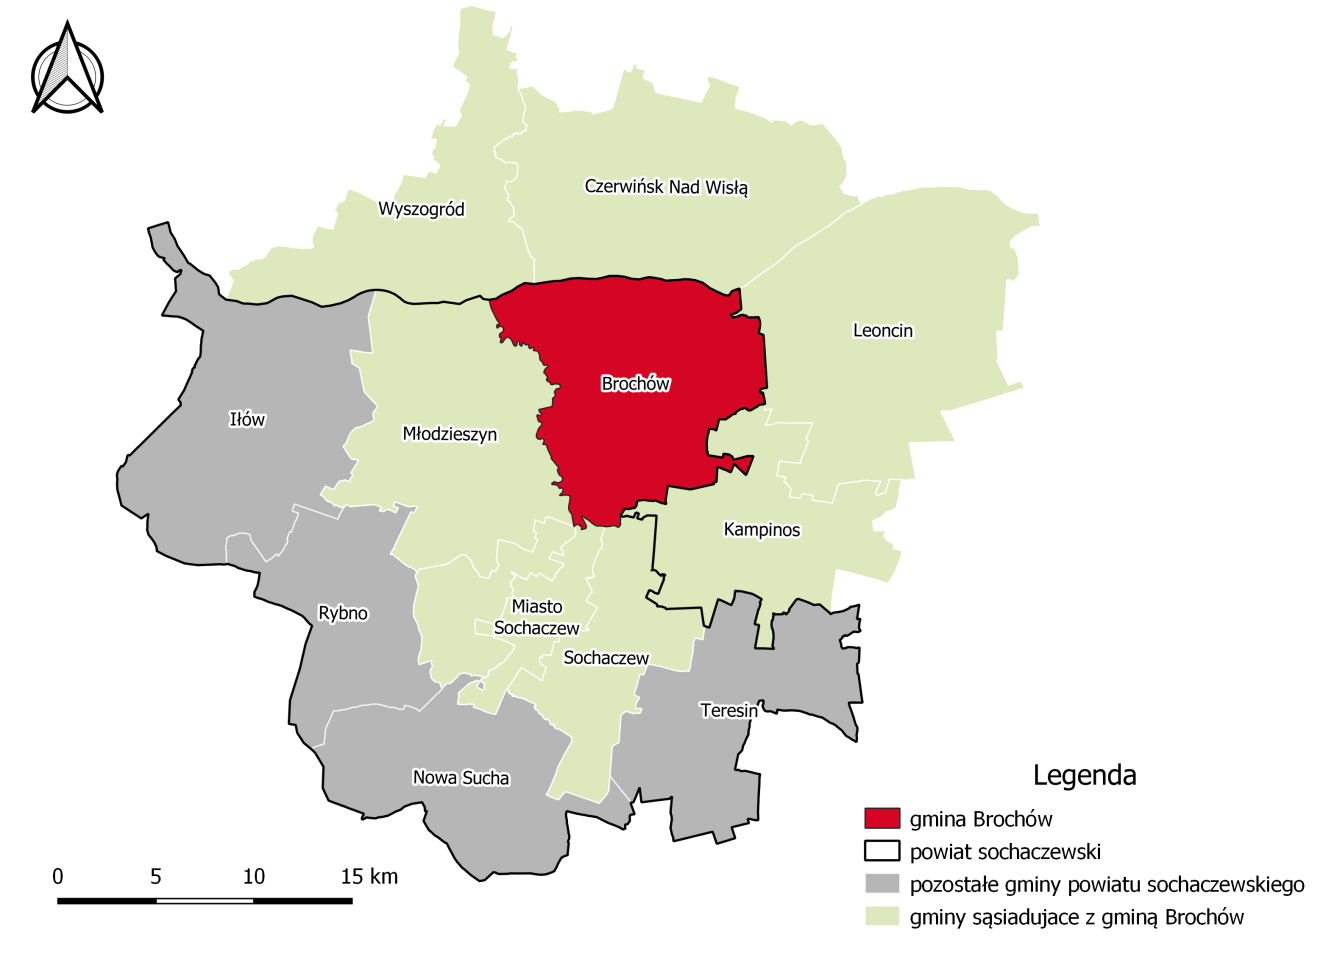 Czerwińsk Nad Wisłą
Wyszogród
Leoncin
Brochów
Iłów
Młodzieszyn
Kampinos
Rybno
Miasto
Sochaczew
Sochaczew
Teresin
Nowa Sucha
Legenda
gmina Brochów
powiat sochaczewski
pozostałe gminy powiatu sochaczewskiego
gminy sąsiadujace z gminą Brochów
0 5 10 15 km